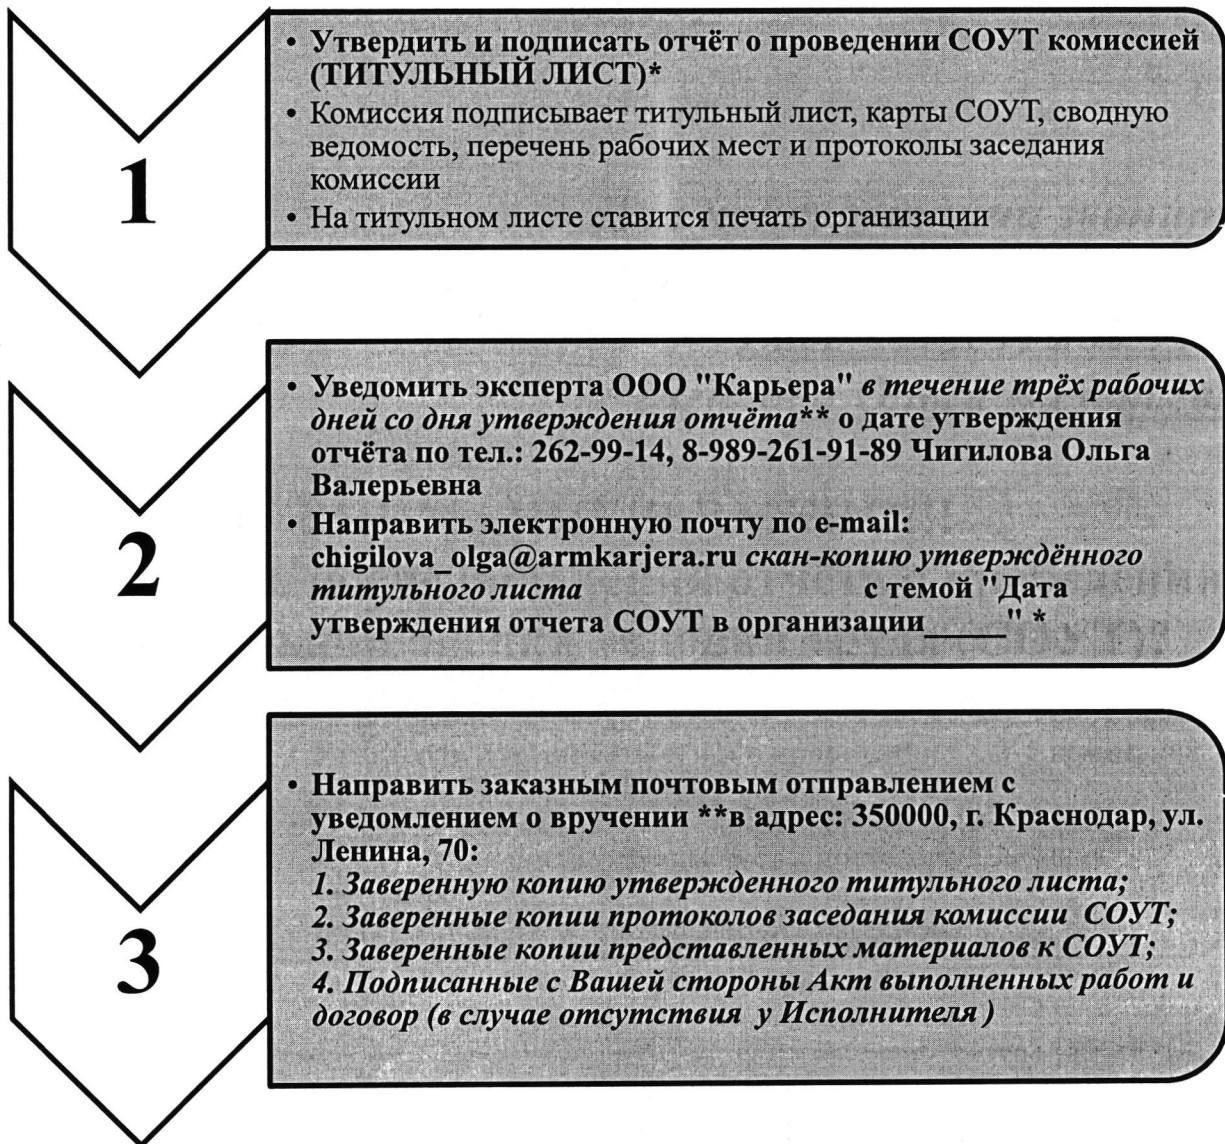 1
• Утвердить и подписать отчёт о проведении СОУТ комиссией
(ТИТУЛЬНЫЙ ЛИСТ)*
• Комиссия подписывает титульный лист, карты СОУТ, сводную
ведомость, перечень рабочих мест и протоколы заседания
комиссии
• На титульном листе ставится печать организации
2
• Уведомить эксперта ООО "Карьера" в течение трёх рабочих
дней со дня утверждения отчёта** о дате утверждения
отчёта по тел.: 262-99-14, 8-989-261-91-89 Чигилова Ольга
Валерьевна
• Направить электронную почту по e-mail:
chigilova_olga@armkarjera.ru скан-копию утверждённого
титульного листа с темой "Дата
утверждения отчета СОУТ в организации_____" *
3
• Направить заказным почтовым отправлением с
уведомлением о вручении **в адрес: 350000, г. Краснодар, ул.
Ленина, 70:
1. Заверенную копию утвержденного титульного листа;
2. Заверенные копии протоколов заседания комиссии СОУТ;
3. Заверенные копии представленных материалов к СОУТ;
4. Подписанные с Вашей стороны Акт выполненных работ и
договор (в случае отсутствия у Исполнителя )